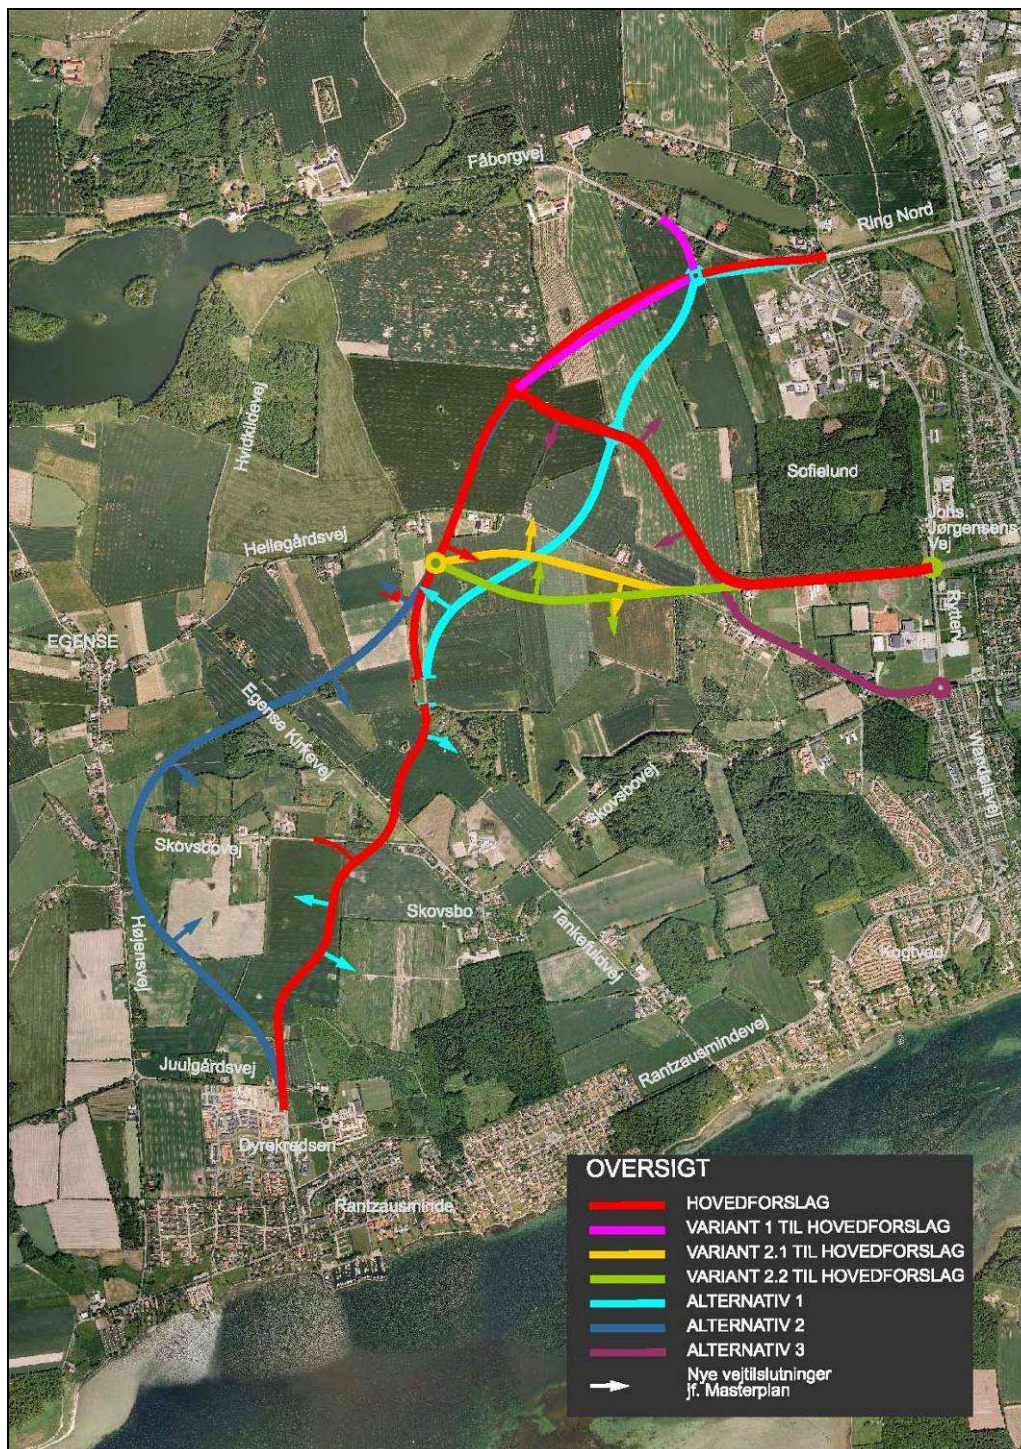 Fåborgvej
Ring Nord
Hvidkildevej
Sofielund
Johs
Jørgensens
Vej
Hellegårdsvej
Ryttervej
EGENSE
Egense Kirkevej
Wandallsvej
Skovsbovej
Skovsbovej
Skovsbo
Højensvej
Tankefuldvej
Kogtved
Rantzausmindevej
Juulgårdsvej
Dyrekredsen
Rantzausminde
OVERSIGT
HOVEDFORSLAG
VARIANT 1 TIL HOVEDFORSLAG
VARIANT 2.1 TIL HOVEDFORSLAG
VARIANT 2.2 TIL HOVEDFORSLAG
ALTERNATIV 1
ALTERNATIV 2
ALTERNATIV 3
Nye vejtilslutninger
jf. Masterplan